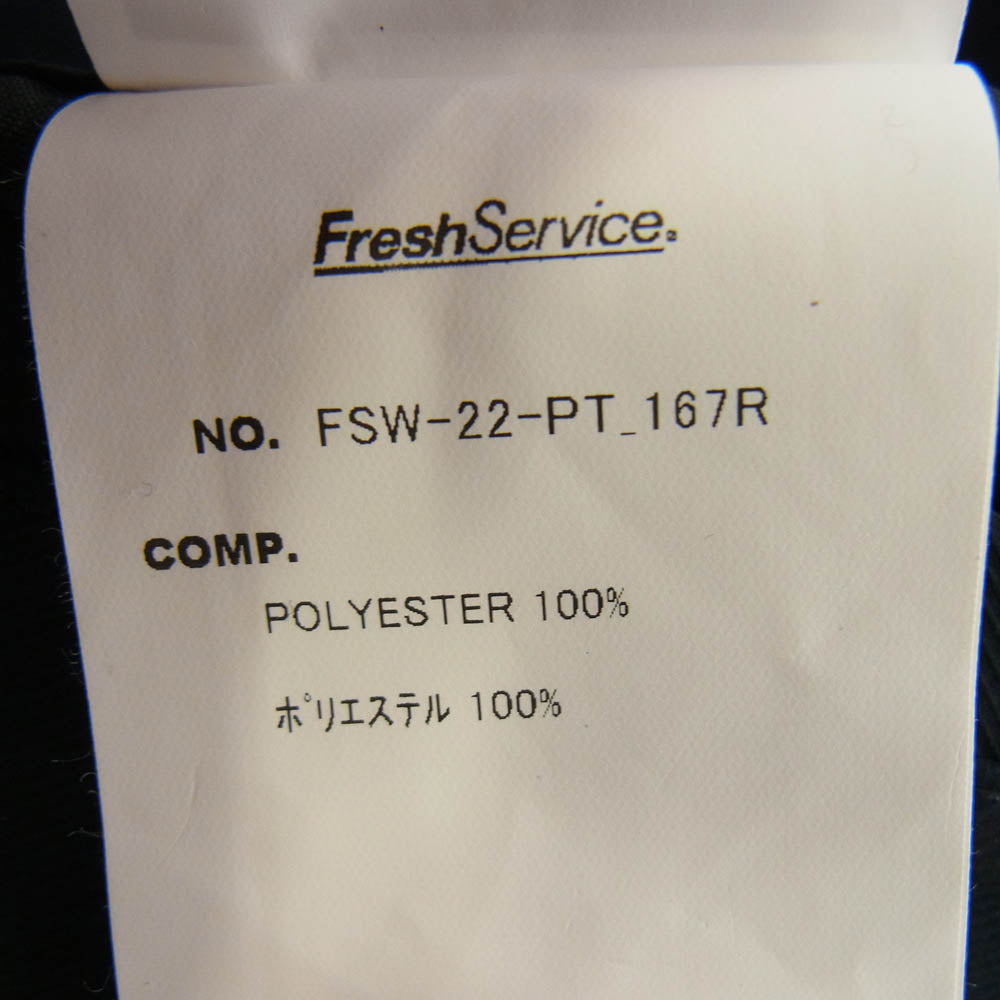 FreshService®
NO. FSW-22-PT_167R
COMP.
POLYESTER 100%
ﾎﾟﾘｴｽﾃﾙ 100%